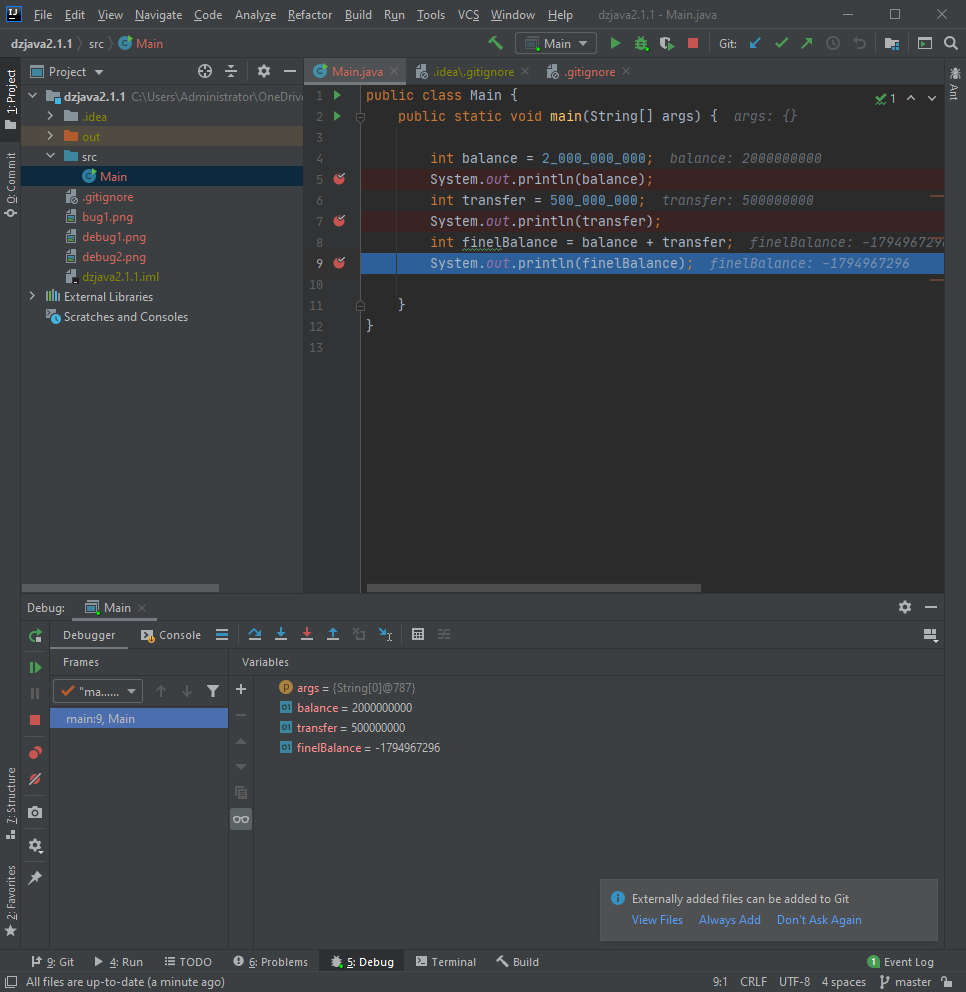 File Edit View Navigate Code Analyze Refactor Build Run Tools VCS Window Help dzjava2.1.1 - Main.java
dzjava2.1.1 src Main Main Git:
1: Project
0: Commit
7: Structure
2: Favorites
Ant
Project
dzjava2.1.1 C:\Users\Administrator\OneDrive
.idea
out
src
Main
.gitignore
bug1.png
debug1.png
debug2.png
dzjava2.1.1.iml
External Libraries
Scratches and Consoles
Main.java .idea\.gitignore .gitignore
1 public class Main { 1
2 public static void main(String[] args) { args: {}
3
4 int balance = 2_000_000_000; balance: 2000000000
5 System.out.println(balance);
6 int transfer = 500_000_000; transfer: 500000000
7 System.out.println(transfer);
8 int finelBalance = balance + transfer; finelBalance: -1794967296
9 System.out.println(finelBalance); finelBalance: -1794967296
10
11 }
12 }
13
Debug: Main
Debugger Console
Frames Variables
"ma...... 
main:9, Main
args = {String[0]@787}
balance = 2000000000
transfer = 500000000
finelBalance = -1794967296
Externally added files can be added to Git
View Files Always Add Don't Ask Again
9: Git 4: Run TODO 6: Problems 5: Debug Terminal Build 1 Event Log
All files are up-to-date (a minute ago) 9:1 CRLF UTF-8 4 spaces master